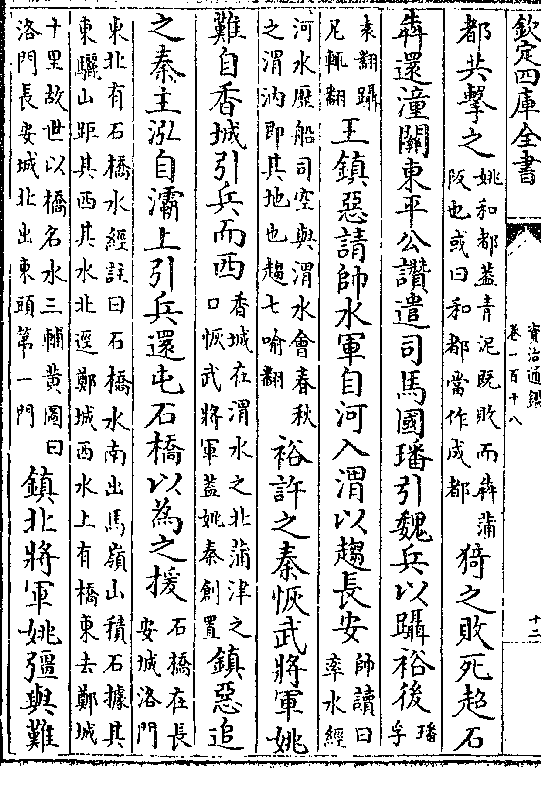 欽定四庫全書
資治通鑑
卷一百十八
十二
都共擊之
姚和都蓋青泥既敗而犇蒲
阪也或曰和都當作成都
猗之敗死超石
犇還潼關東平公讚遣司馬國璠引魏兵以躡裕後
璠
孚
袁翻躡
尼輒翻
王鎮惡請帥水軍自河入渭以趨長安
帥讀曰
率水經
河水歷船司空與渭水會春秋
之渭汭即其地也趨七喻翻
裕許之秦恢武將軍姚
難自香城引兵而西
香城在渭水之北蒲津之
口恢武將軍蓋姚秦創置
鎮惡追
之秦主泓自灞上引兵還屯石橋以為之援
石橋在長
安城洛門
東北有石橋水經註曰石橋水南出馬嶺山積石據其
東驪山距其西其水北逕鄭城西水上有橋東去鄭城
十里故世以橋名水三輔黄圖曰
洛門長安城北出東頭第一門
鎮北將軍姚彊與難